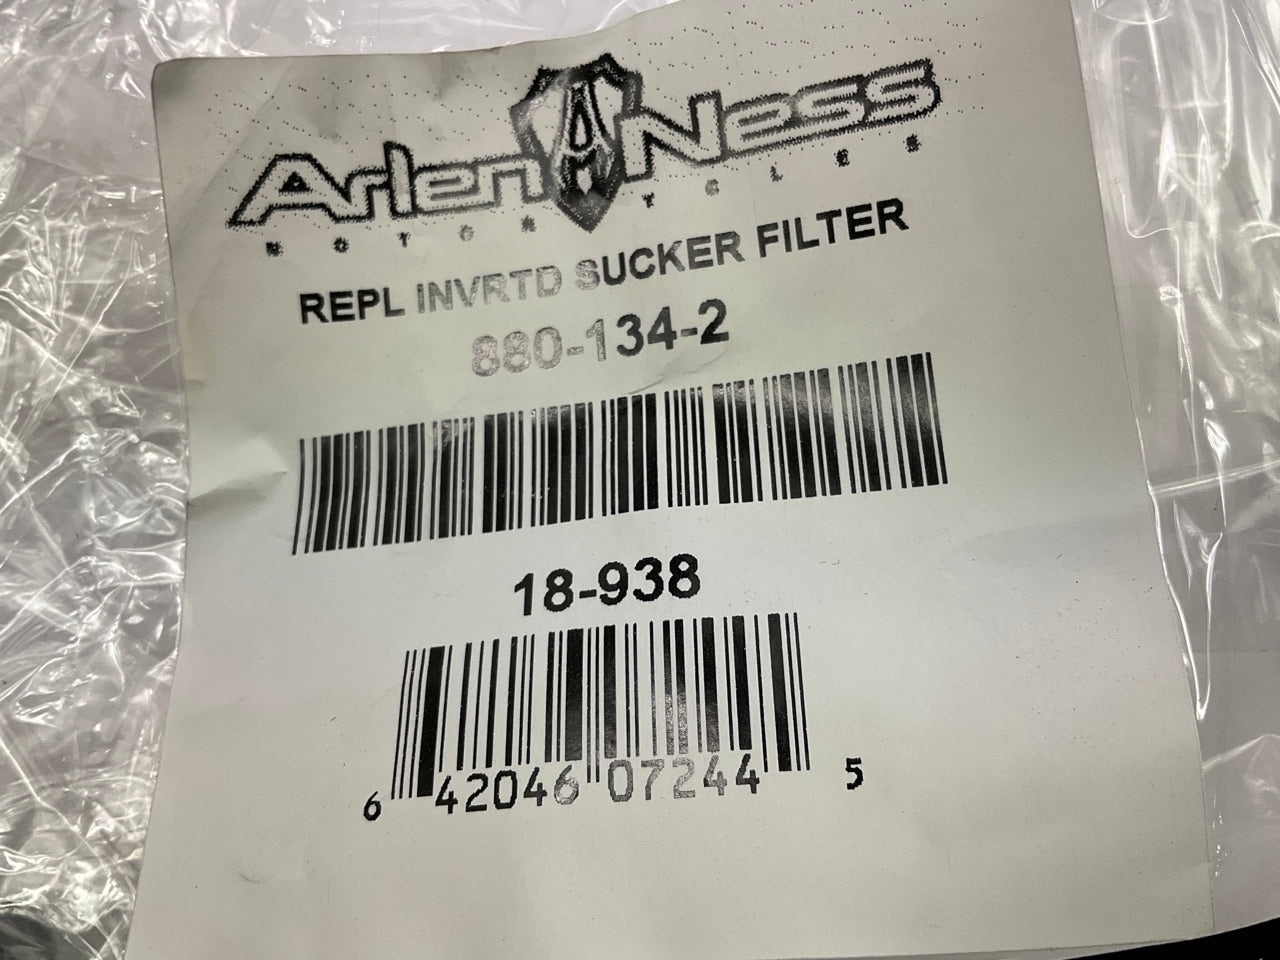 Arlen Ness
MOTORCYCLES
REPL INVRTD SUCKER FILTER
880-134-2
18-938
6 42046 07244 5